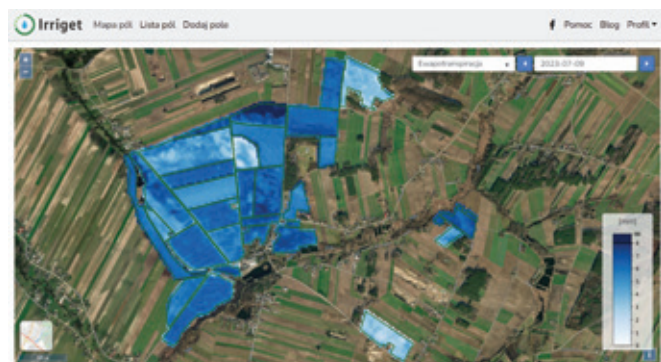 Irriget Mapa pól Lista pól Dodaj pole f Pomoc Blog Profil
+ Ewapotranspiracja 2023-07-09
-
[mm]